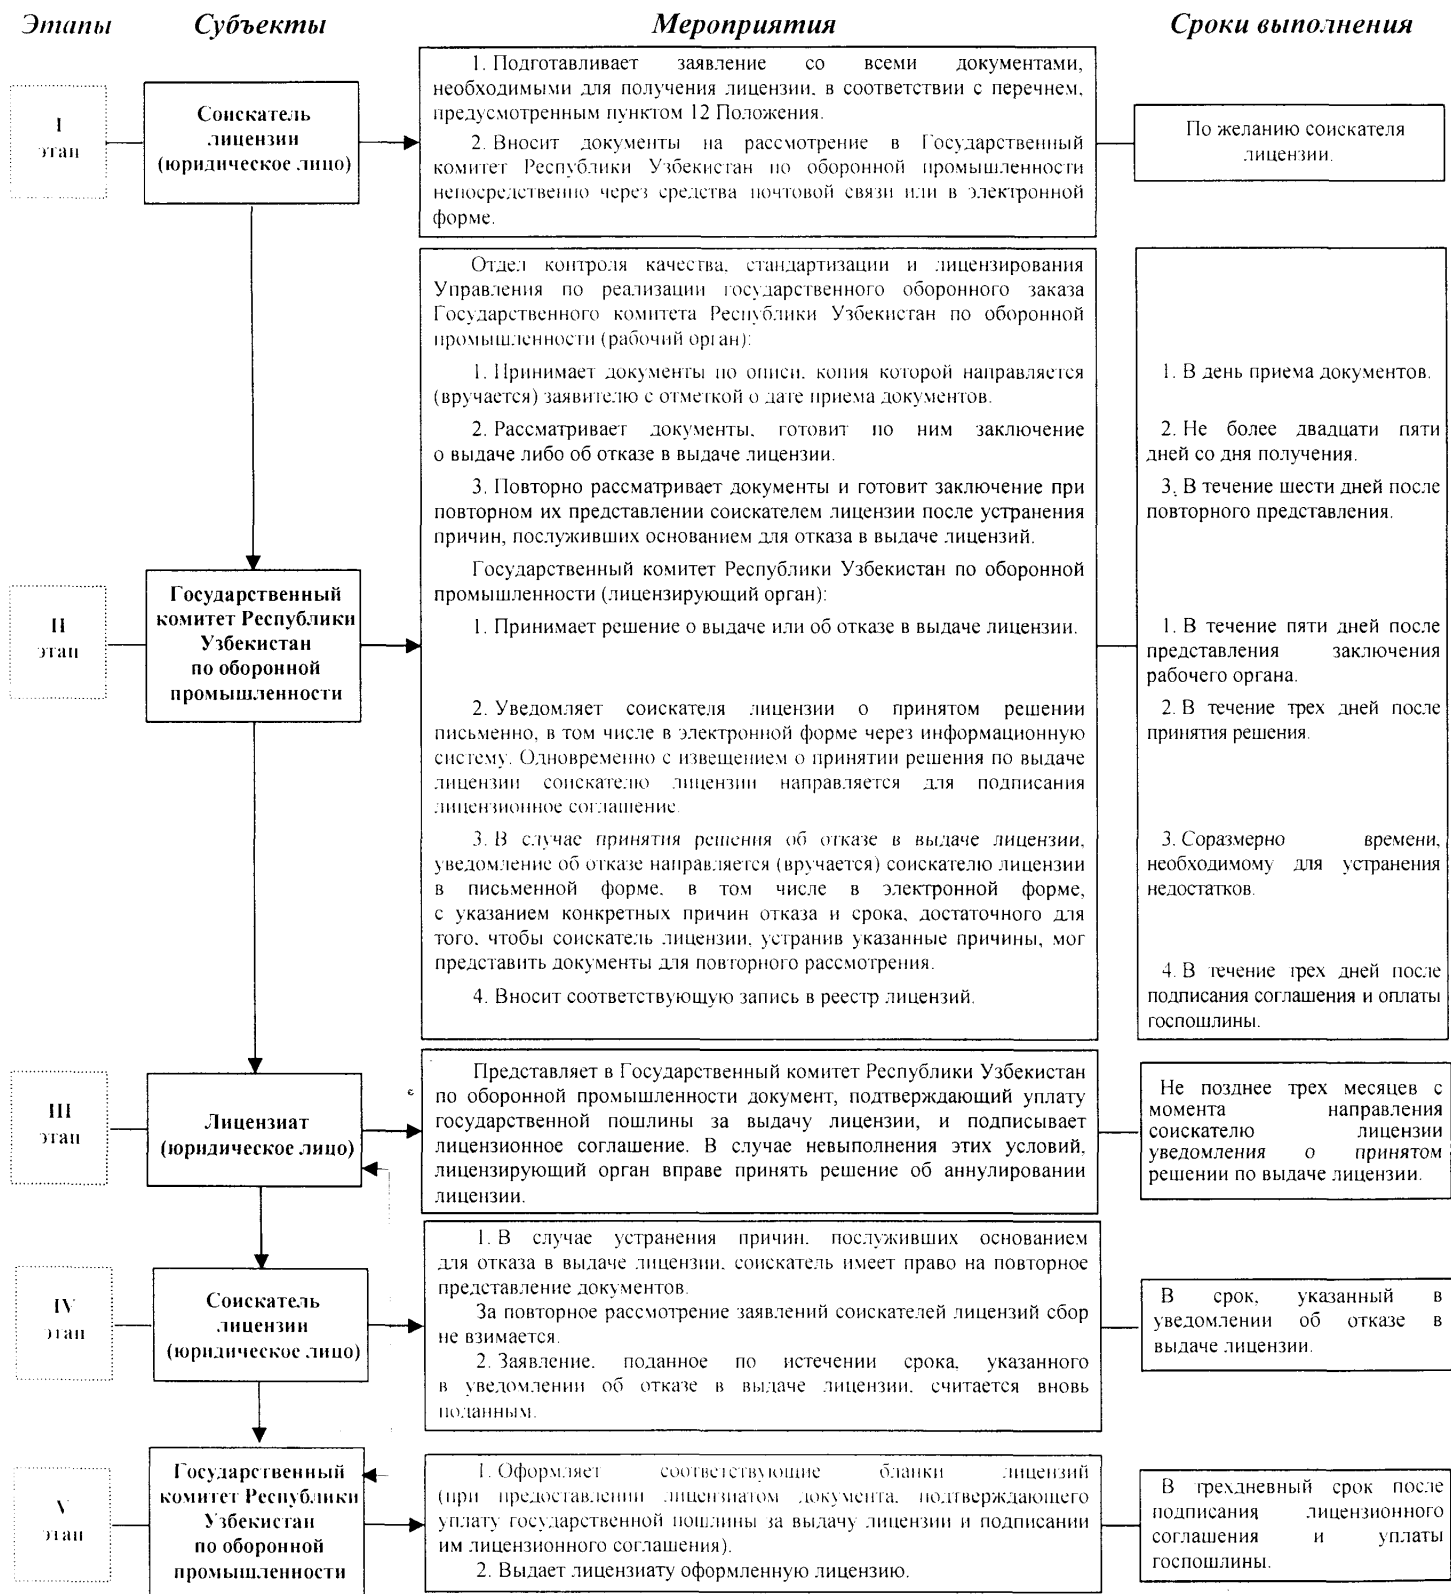 Этапы Субъекты Мероприятия Сроки выполнения
I
этап
Соискатель
лицензии
(юридическое лицо)
1. Подготавливает заявление со всеми документами,
необходимыми для получения лицензии, в соответствии с перечнем,
предусмотренным пунктом 12 Положения.
2. Вносит документы на рассмотрение в Государственный
комитет Республики Узбекистан по оборонной промышленности
непосредственно через средства почтовой связи или в электронной
форме.
По желанию соискателя
лицензии.
II
этап
Государственный
комитет Республики
Узбекистан
по оборонной
промышленности
Отдел контроля качества, стандартизации и лицензирования
Управления по реализации государственного оборонного заказа
Государственного комитета Республики Узбекистан по оборонной
промышленности (рабочий орган):
1. Принимает документы по описи, копия которой направляется
(вручается) заявителю с отметкой о дате приема документов.
2. Рассматривает документы, готовит по ним заключение
о выдаче либо об отказе в выдаче лицензии.
3. Повторно рассматривает документы и готовит заключение при
повторном их представлении соискателем лицензии после устранения
причин, послуживших основанием для отказа в выдаче лицензий.
Государственный комитет Республики Узбекистан по оборонной
промышленности (лицензирующий орган):
1. Принимает решение о выдаче или об отказе в выдаче лицензии.
2. Уведомляет соискателя лицензии о принятом решении
письменно, в том числе в электронной форме через информационную
систему. Одновременно с извещением о принятии решения по выдаче
лицензии соискателю лицензии направляется для подписания
лицензионное соглашение.
3. В случае принятия решения об отказе в выдаче лицензии,
уведомление об отказе направляется (вручается) соискателю лицензии
в письменной форме, в том числе в электронной форме,
с указанием конкретных причин отказа и срока, достаточного для
того, чтобы соискатель лицензии, устранив указанные причины, мог
представить документы для повторного рассмотрения.
4. Вносит соответствующую запись в реестр лицензий.
1. В день приема документов.
2. Не более двадцати пяти
дней со дня получения.
3. В течение шести дней после
повторного представления.
1. В течение пяти дней после
представления заключения
рабочего органа.
2. В течение трех дней после
принятия решения.
3. Соразмерно времени,
необходимому для устранения
недостатков.
4. В течение трех дней после
подписания соглашения и оплаты
госпошлины.
III
этап
Лицензиат
(юридическое лицо)
Представляет в Государственный комитет Республики Узбекистан
по оборонной промышленности документ, подтверждающий уплату
государственной пошлины за выдачу лицензии, и подписывает
лицензионное соглашение. В случае невыполнения этих условий,
лицензирующий орган вправе принять решение об аннулировании
лицензии.
Не позднее трех месяцев с
момента направления
соискателю лицензии
уведомления о принятом
решении по выдаче лицензии.
IV
этап
Соискатель
лицензии
(юридическое лицо)
1. В случае устранения причин, послуживших основанием
для отказа в выдаче лицензии, соискатель имеет право на повторное
представление документов.
За повторное рассмотрение заявлений соискателей лицензий сбор
не взимается.
2. Заявление, поданное по истечении срока, указанного
в уведомлении об отказе в выдаче лицензии, считается вновь
поданным.
В срок, указанный в
уведомлении об отказе в
выдаче лицензии.
V
этап
Государственный
комитет Республики
Узбекистан
по оборонной
промышленности
1. Оформляет соответствующие бланки лицензий
(при предоставлении лицензиатом документа, подтверждающего
уплату государственной пошлины за выдачу лицензии и подписании
им лицензионного соглашения).
2. Выдает лицензиату оформленную лицензию.
В трехдневный срок после
подписания лицензионного
соглашения и уплаты
госпошлины.